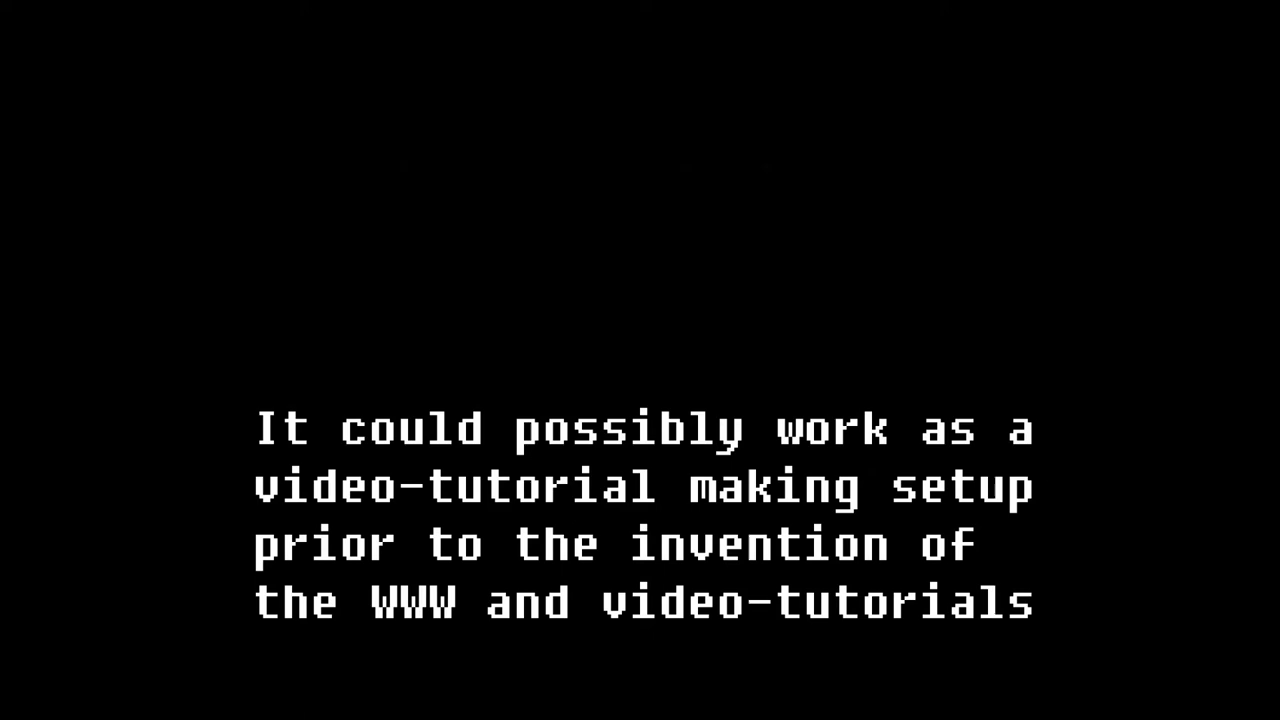 It could possibly work as a
video-tutorial making setup
prior to the invention of
the WWW and video-tutorials